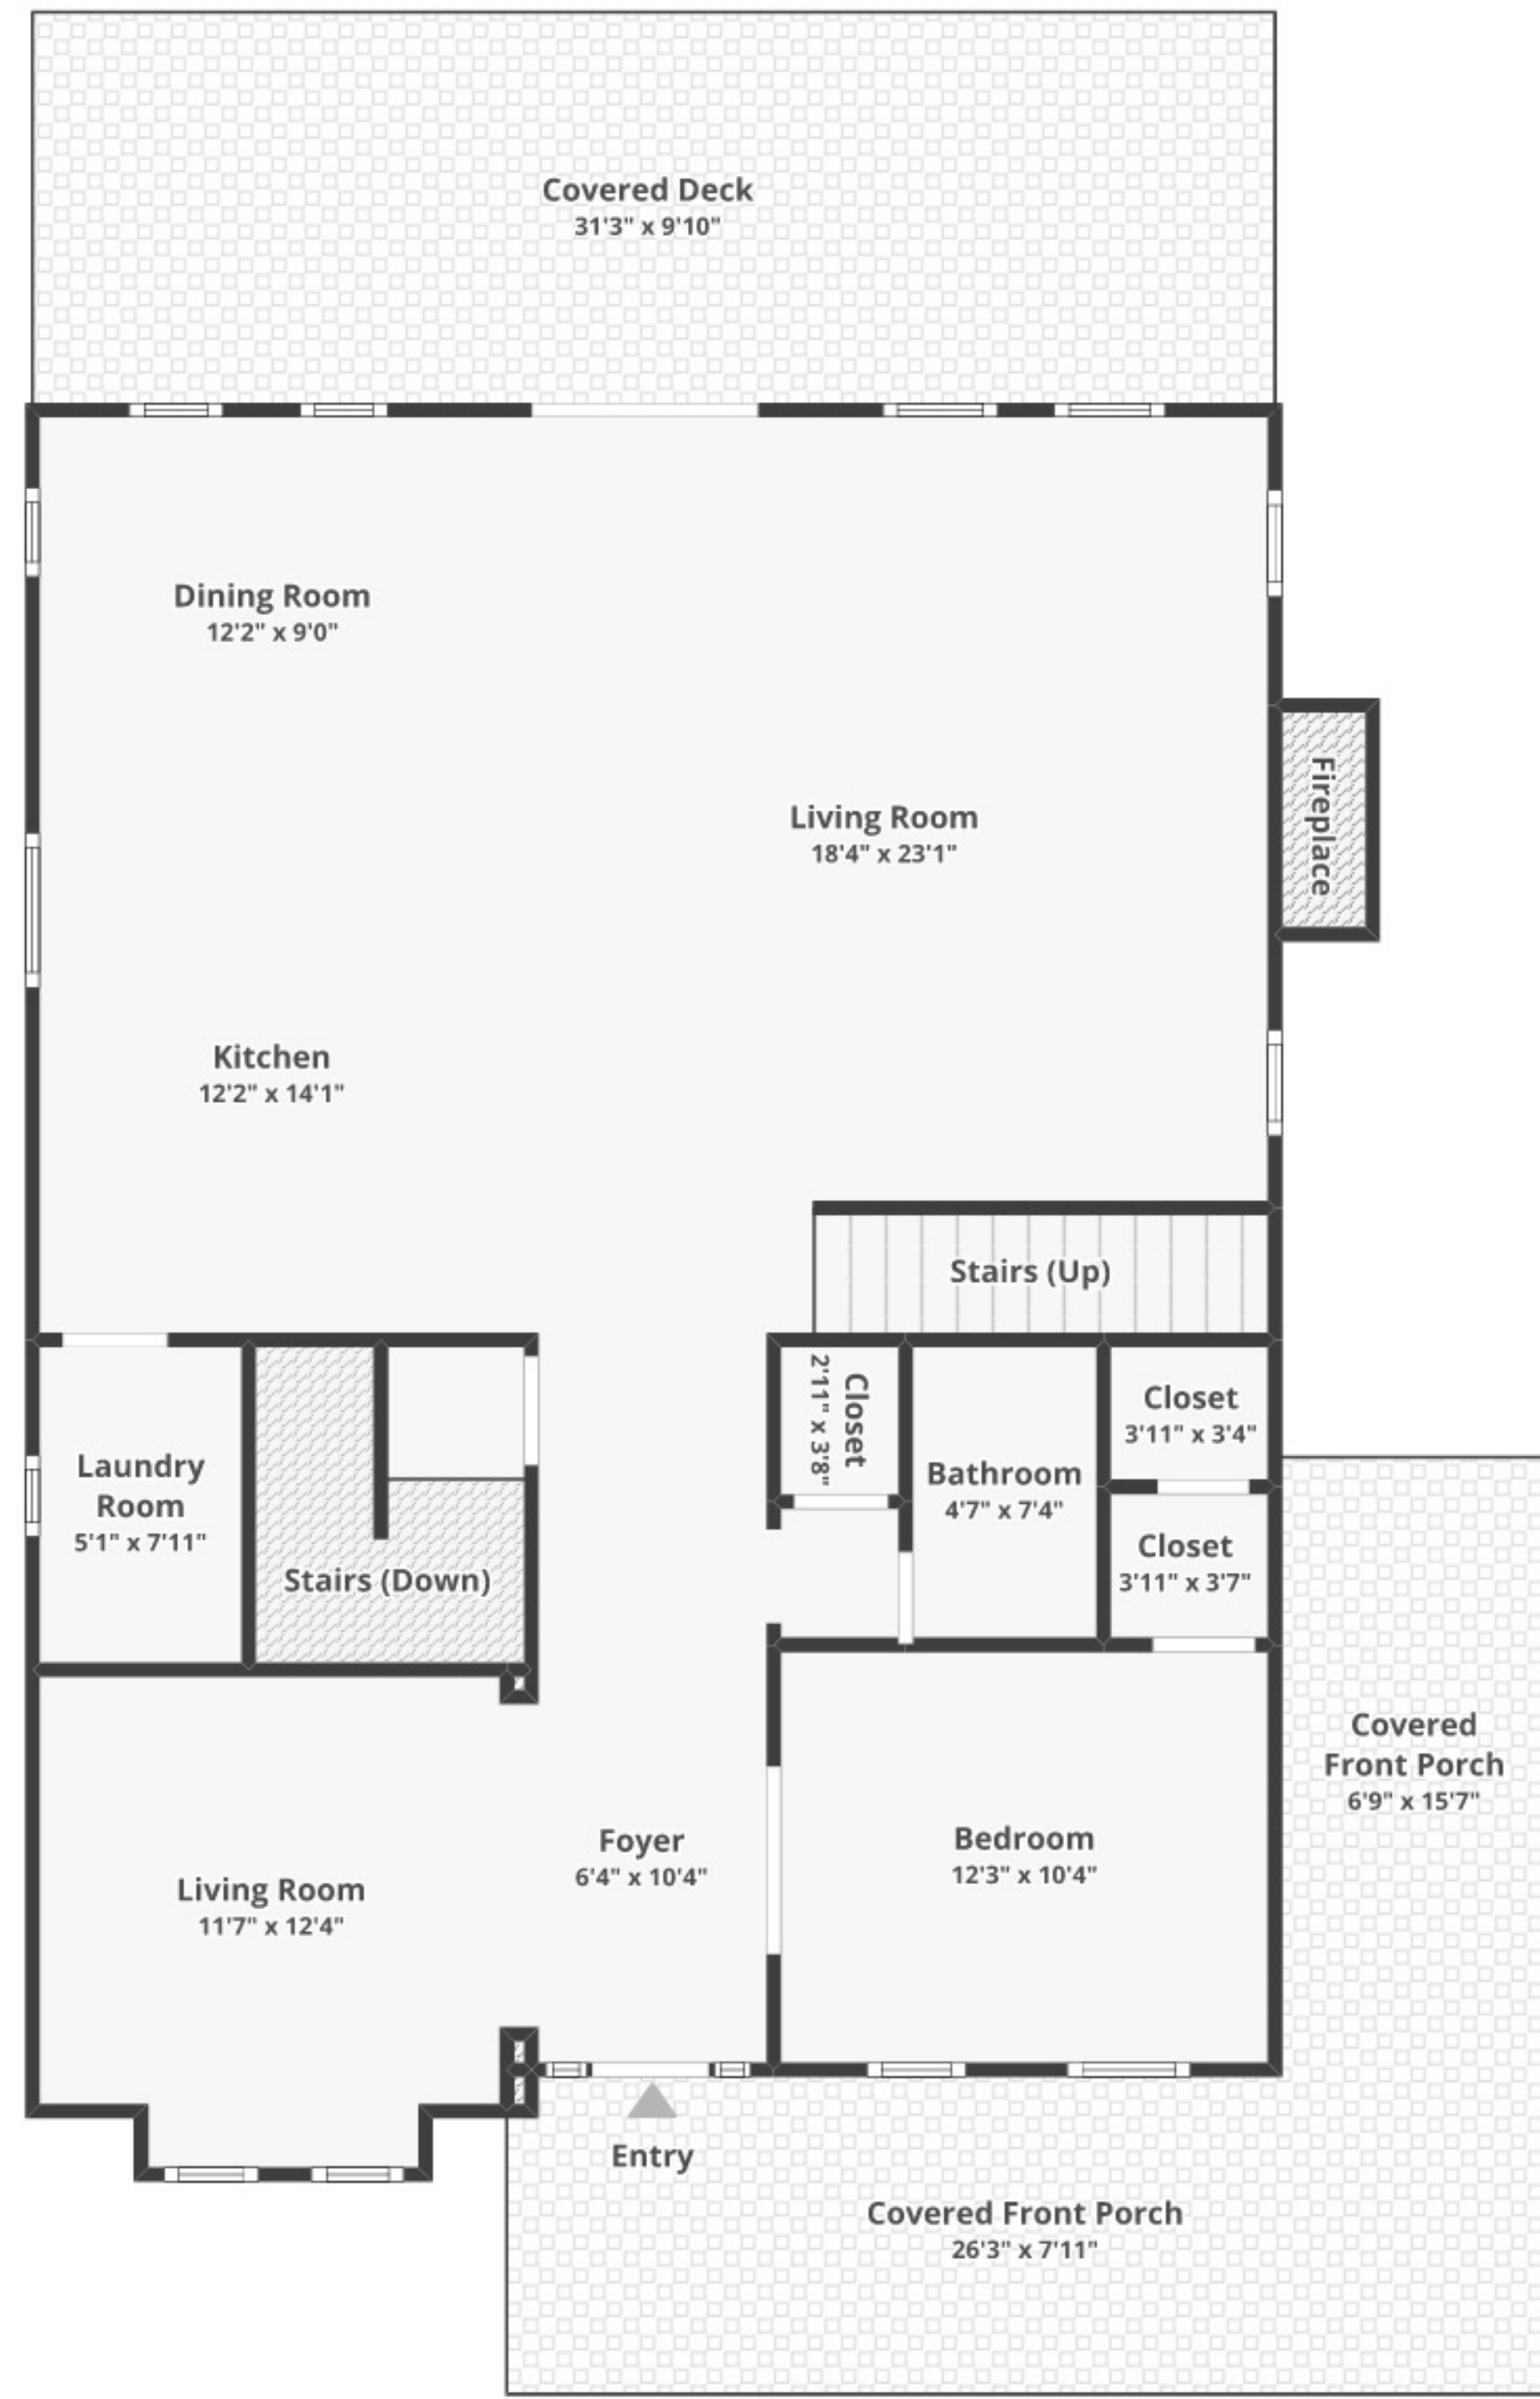 Covered Deck
31'3" x 9'10"
Dining Room
12'2" x 9'0"
Living Room
18'4" x 23'1"
Fireplace
Kitchen
12'2" x 14'1"
Stairs (Up)
Closet
2'11" x 3'8"
Closet
3'11" x 3'4"
Laundry
Room
5'1" x 7'11"
Bathroom
4'7" x 7'4"
Closet
3'11" x 3'7"
Stairs (Down)
Covered
Front Porch
6'9" x 15'7"
Living Room
11'7" x 12'4"
Foyer
6'4" x 10'4"
Bedroom
12'3" x 10'4"
Entry
Covered Front Porch
26'3" x 7'11"